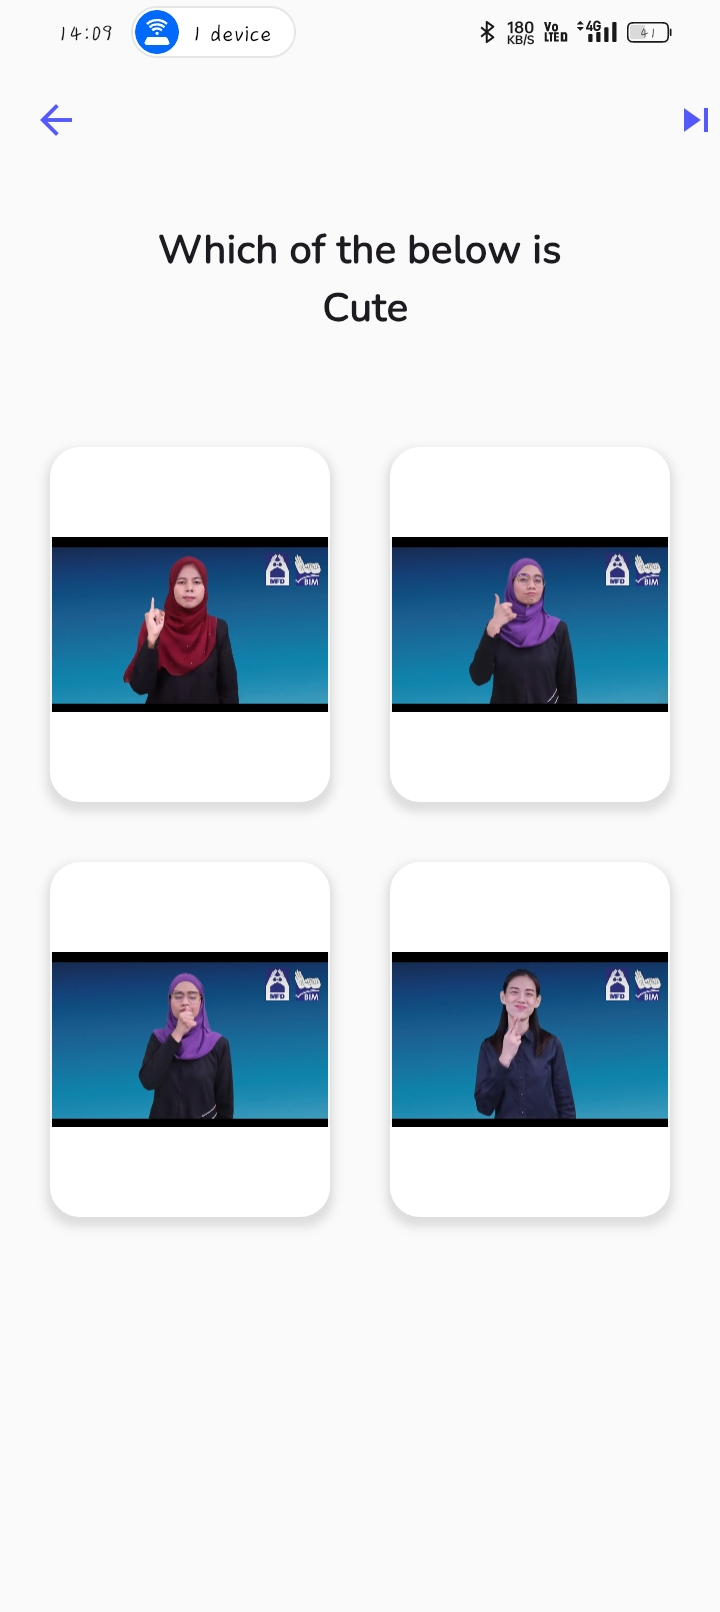 14:09
1 device
180
KB/S
Vo
LTE D
4G
41
Which of the below is
Cute
MFD
BIM
MFD
BIM
MFD
BIM
MFD
BIM